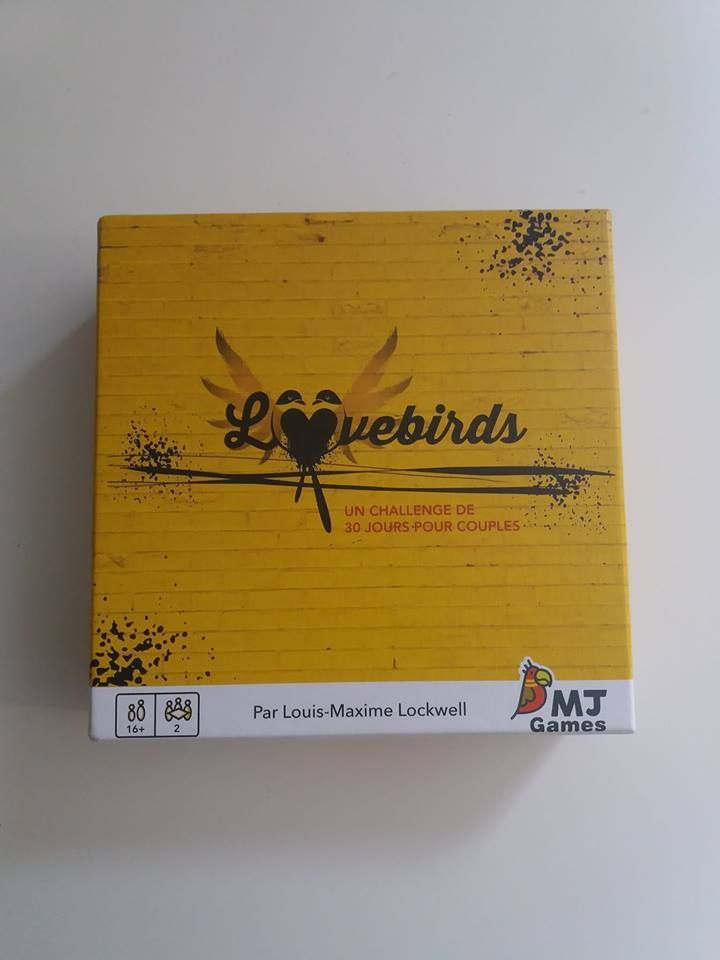 Lovebirds
UN CHALLENGE DE
30 JOURS POUR COUPLES
16+
2
Par Louis-Maxime Lockwell
MJ
Games